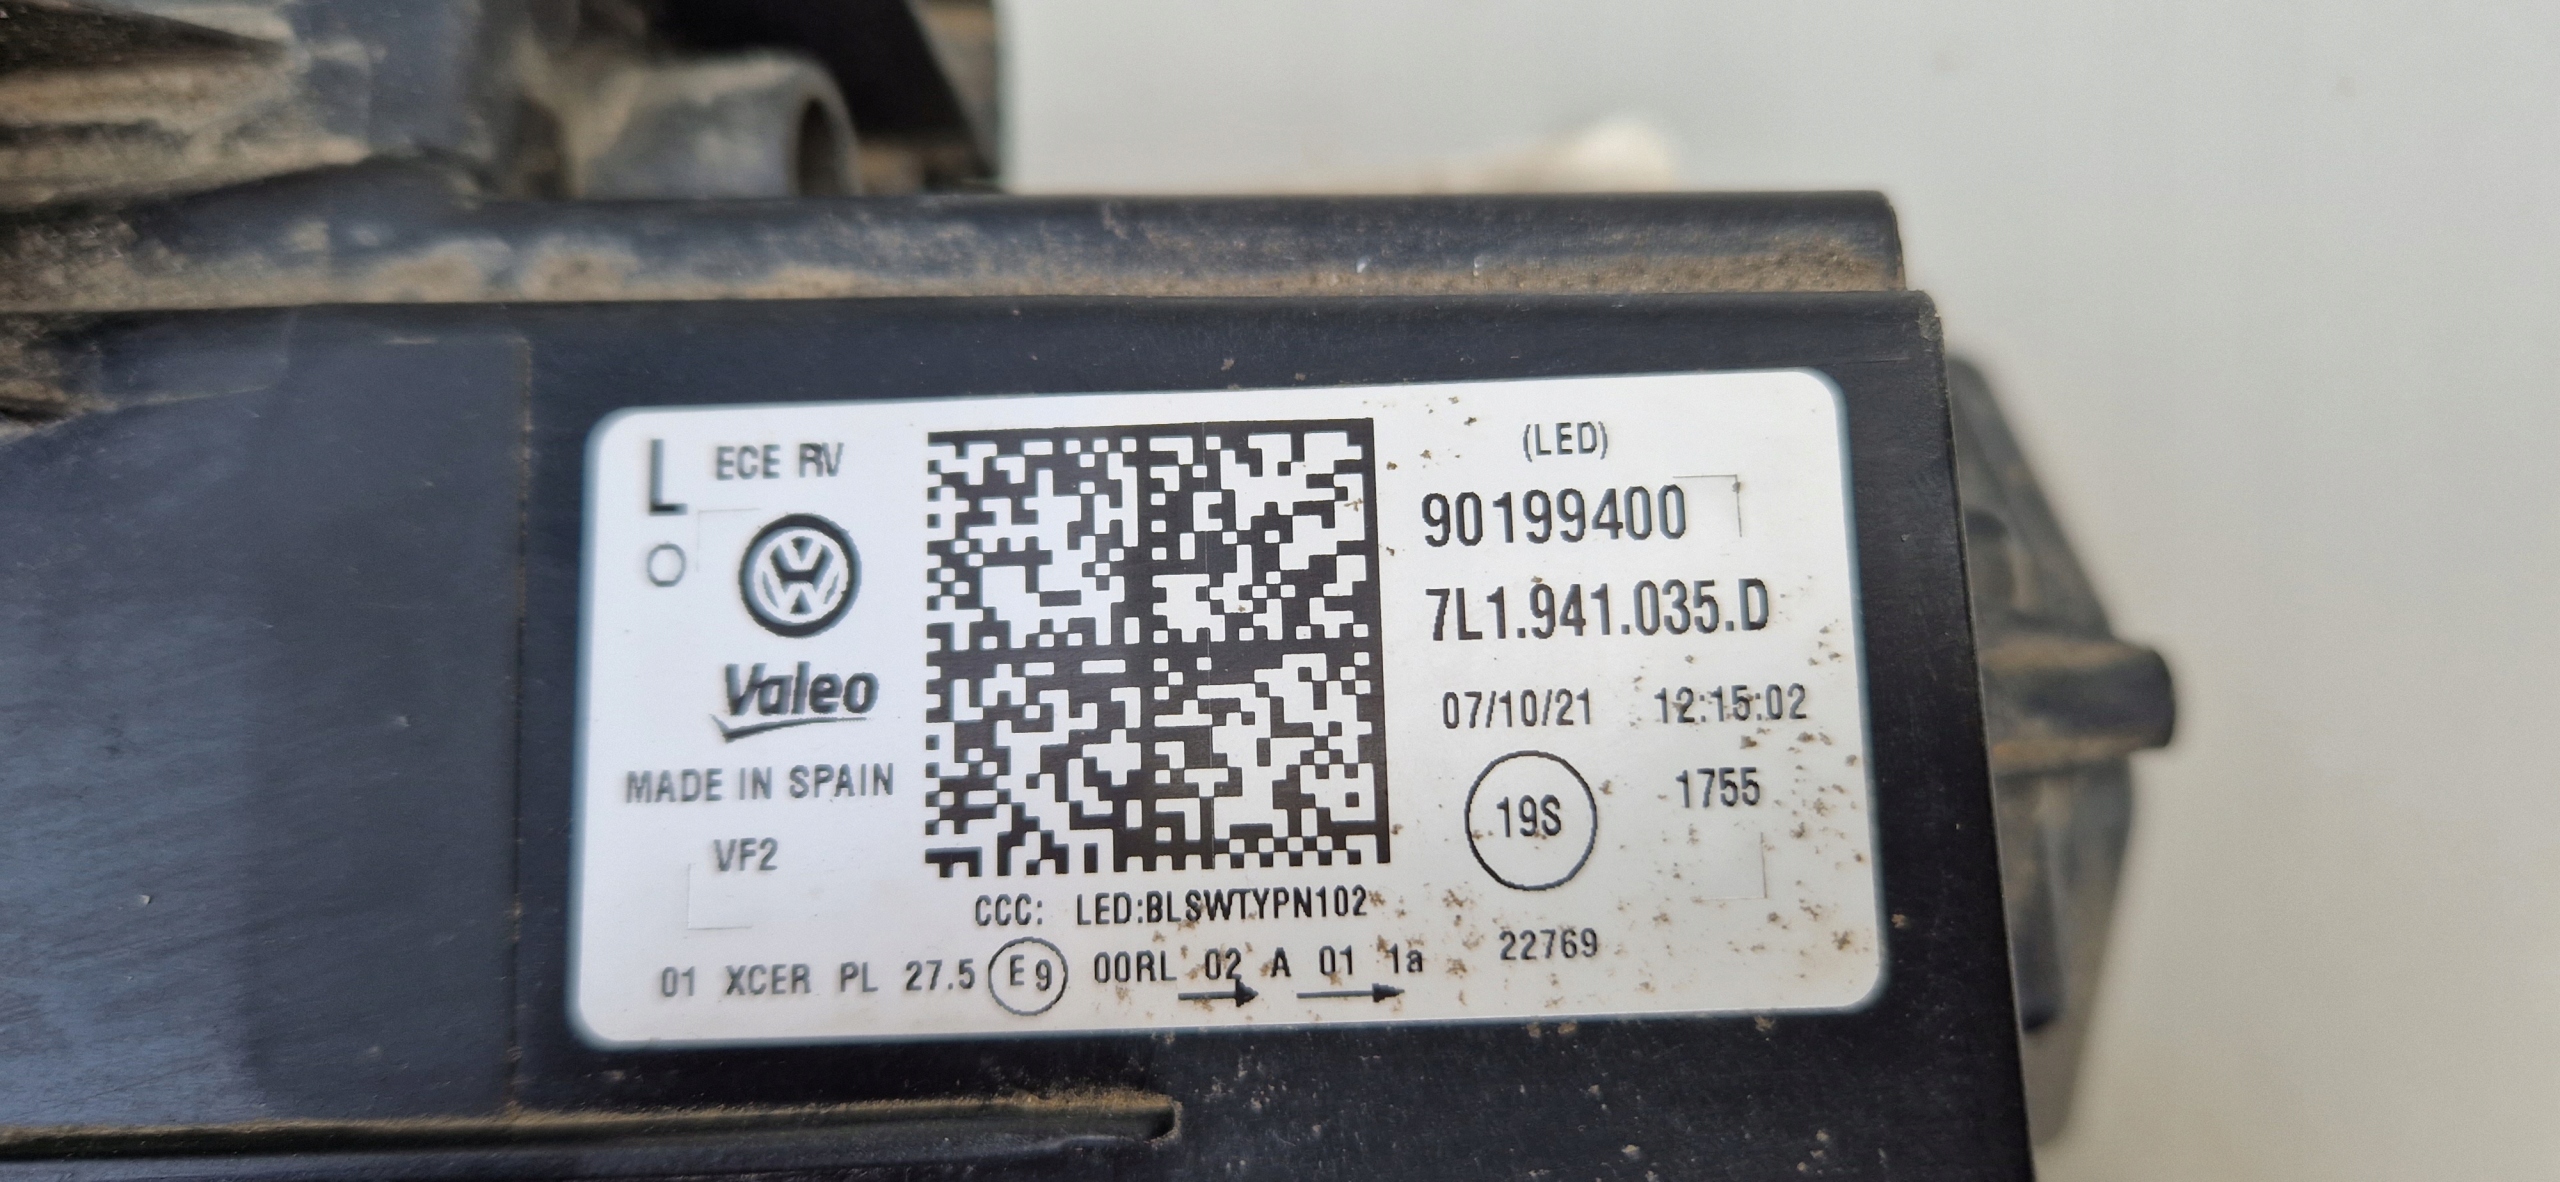 L ECE RV
O
Valeo
MADE IN SPAIN
VF2
(LED)
90199400
7L1.941.035.D
07/10/21 12:15:02
19S 1755
CCC: LED:BLSWTYPN102
01 XCER PL 27.5 E9 00RL 02 A 01 1a 22769